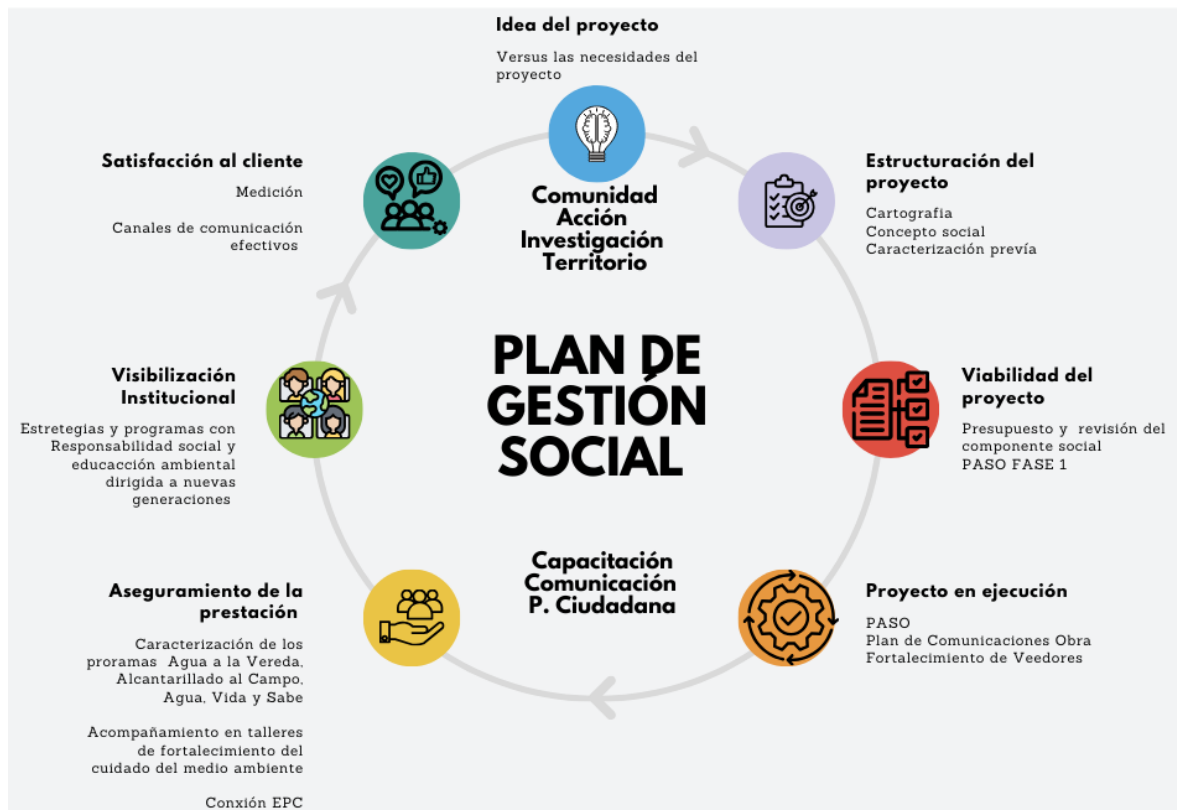 Idea del proyecto
Versus las necesidades del
proyecto
Estructuración del
proyecto
Cartografia
Concepto social
Caracterización prevía
Viabilidad del
proyecto
Presupuesto y revisión del
componente social
PASO FASE 1
Proyecto en ejecución
PASO
Plan de Comunicaciones Obra
Fortalecimiento de Veedores
Aseguramiento de la
prestación
Caracterización de los
proramas Agua a la Vereda,
Alcantarillado al Campo,
Agua, Vida y Sabe
Acompañamiento en talleres
de fortalecimiento del
cuidado del medio ambiente
Conxión EPC
Visibilización
Institucional
Estretegias y programas con
Responsabilidad social y
educacción ambiental
dirigida a nuevas
generaciones
Satisfacción al cliente
Medición
Canales de comunicación
efectivos
Comunidad
Acción
Investigación
Territorio
PLAN DE
GESTIÓN
SOCIAL
Capacitación
Comunicación
P. Ciudadana